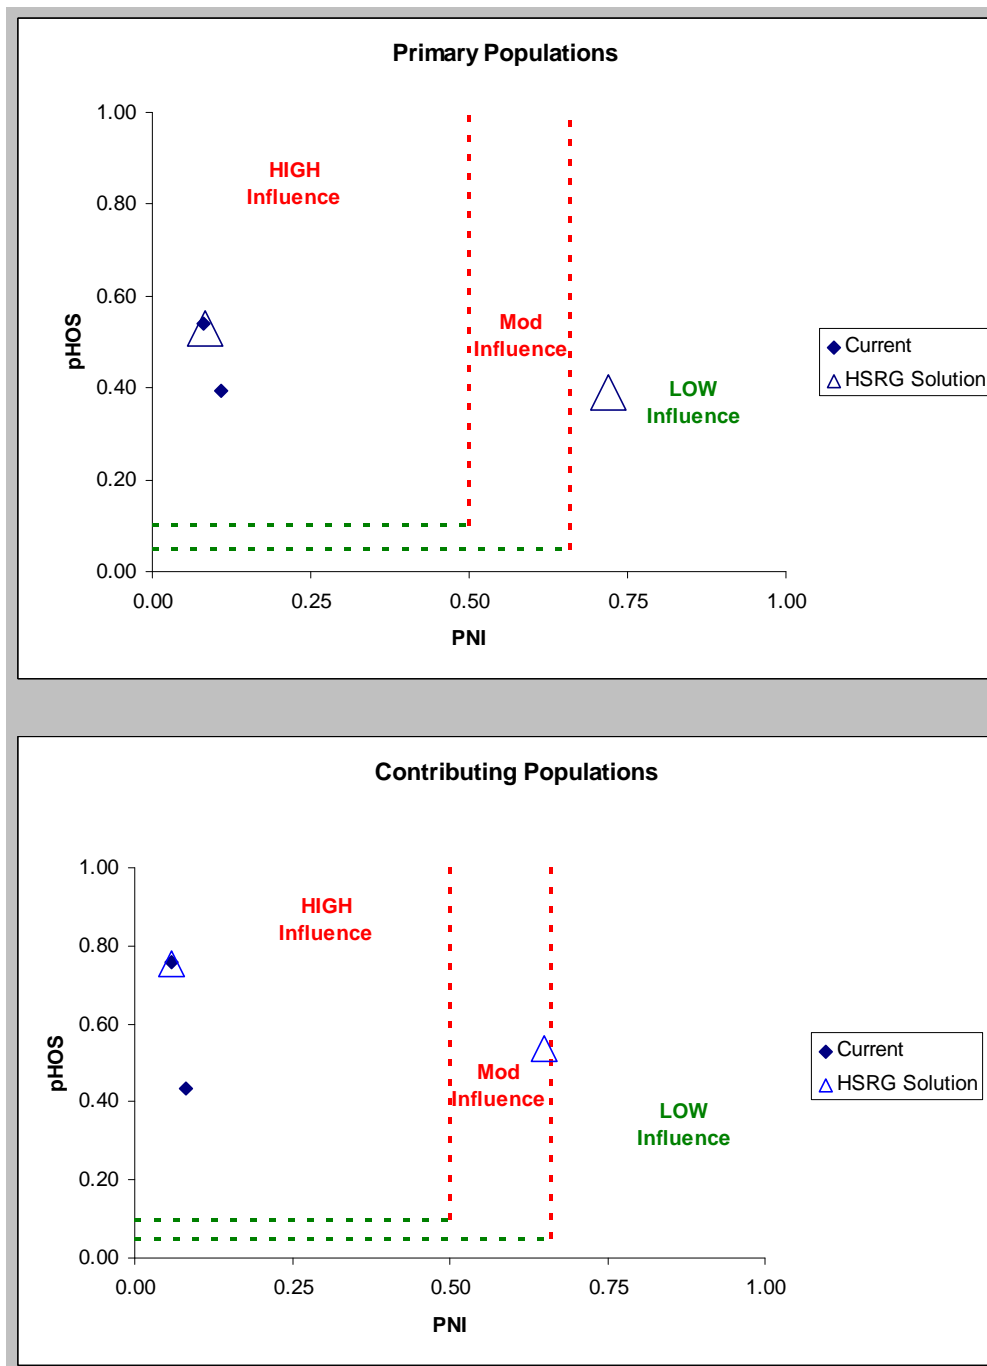 Primary Populations
1.00
0.80
0.60
0.40
0.20
0.00
pHOS
HIGH
Influence
Mod
Influence
LOW
Influence
Current
HSRG Solution
0.00 0.25 0.50 0.75 1.00
PNI
Contributing Populations
1.00
0.80
0.60
0.40
0.20
0.00
pHOS
HIGH
Influence
Mod
Influence
LOW
Influence
Current
HSRG Solution
0.00 0.25 0.50 0.75 1.00
PNI